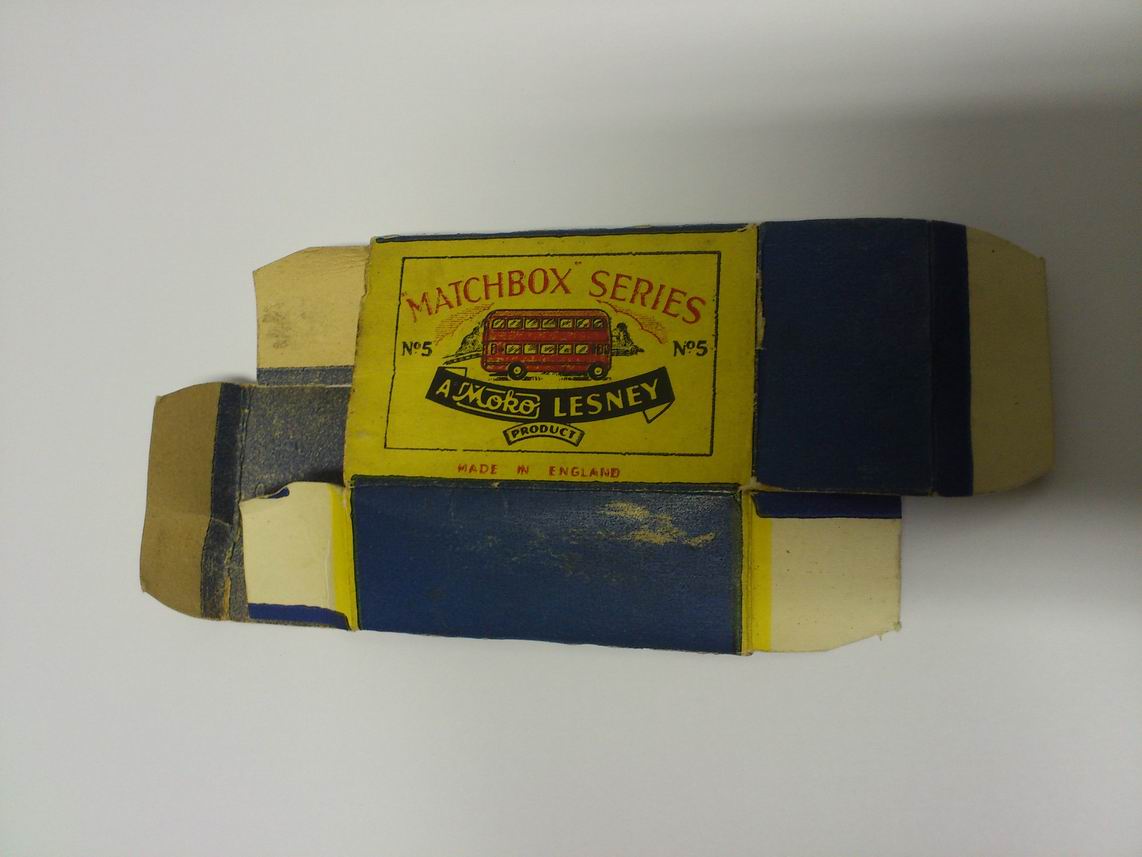 "MATCHBOX" SERIES
Nº5 Nº5
A Moko LESNEY
PRODUCT
MADE IN ENGLAND